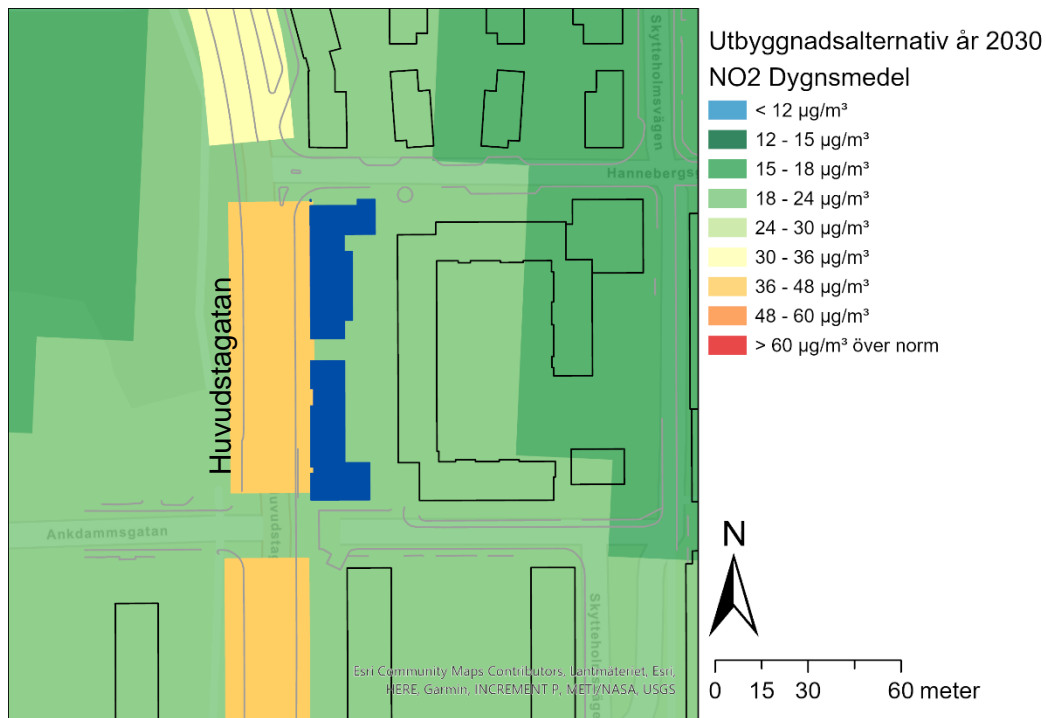 Utbyggnadsalternativ år 2030
NO2 Dygnsmedel
< 12 µg/m³
12 - 15 µg/m³
15 - 18 µg/m³
18 - 24 µg/m³
24 - 30 µg/m³
30 - 36 µg/m³
36 - 48 µg/m³
48 - 60 µg/m³
> 60 µg/m³ över norm
Skytteholmsvägen
Hannebergs
Huvudstagatan
Ankdammsgatan
uvudstag
Skytteholmsvägen
Esri Community Maps Contributors, Lantmäteriet, Esri,
HERE, Garmin, INCREMENT P, METI/NASA, USGS
N
0 15 30 60 meter